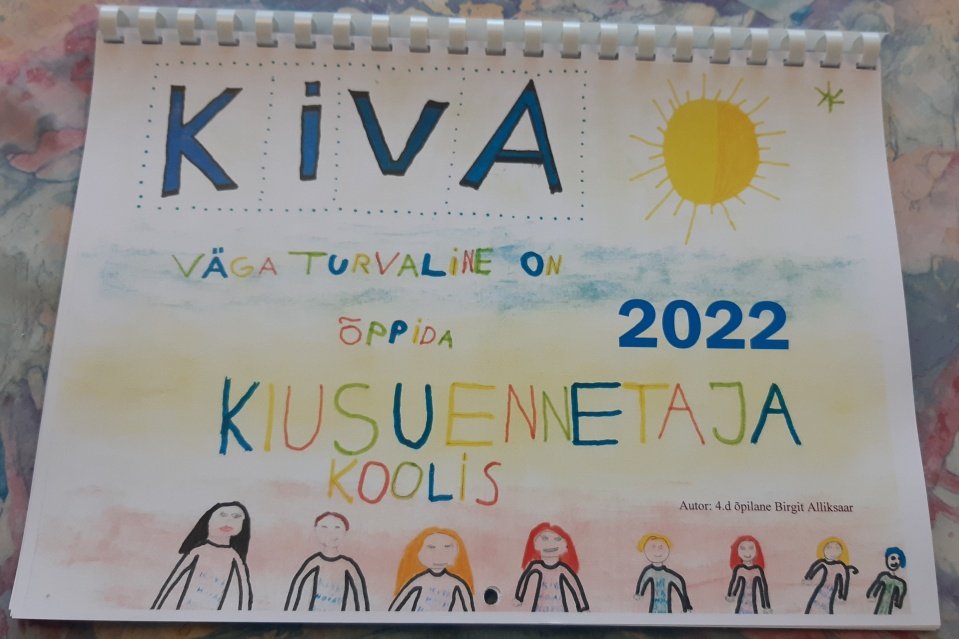 KiVA
VÄGA TURVALiNE ON
ÕPPiDA
2022
KIUSUENNETAJA
KOOLiS
Autor: 4.d õpilane Birgit Alliksaar